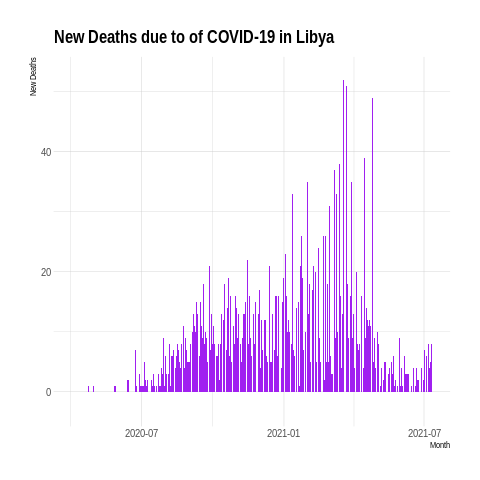 New Deaths due to of COVID-19 in Libya
New Deaths
40
20
0
2020-07
2021-01
2021-07
Month